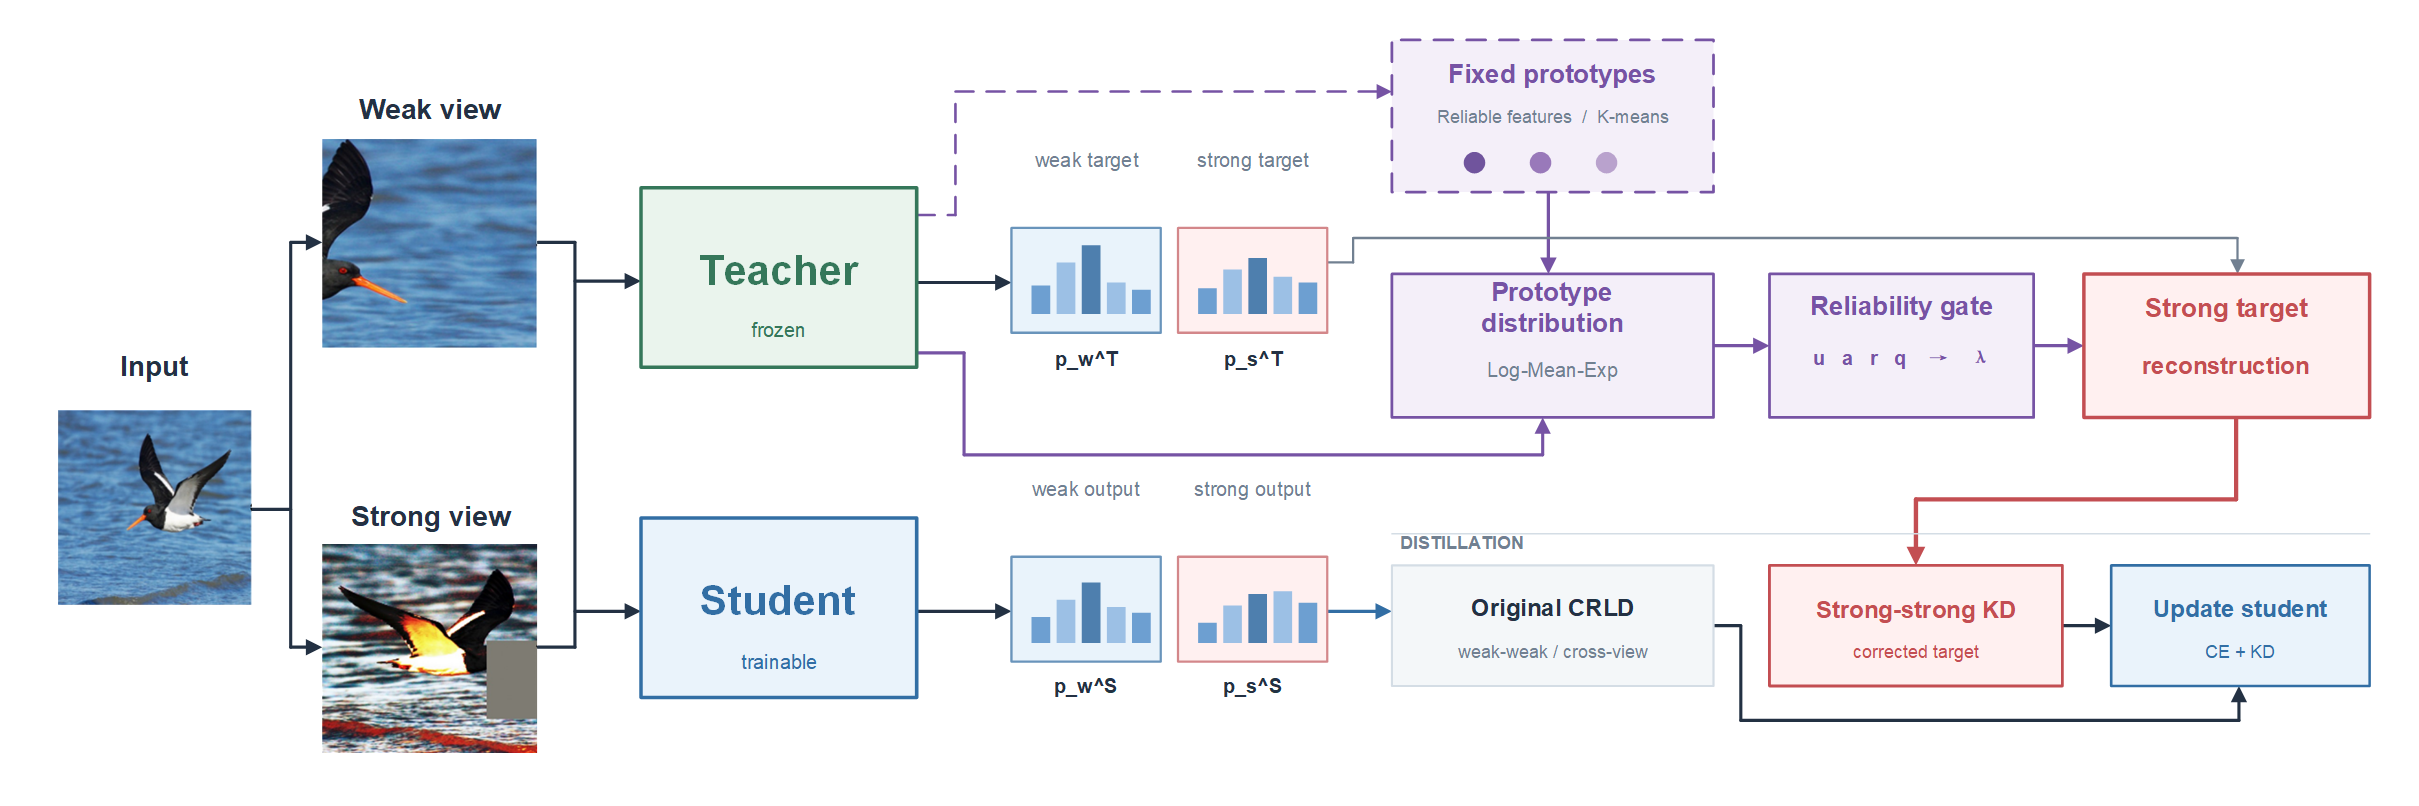 Input
Weak view
Strong view
Teacher
frozen
Student
trainable
weak target
strong target
p_w^T
p_s^T
weak output
strong output
p_w^S
p_s^S
Fixed prototypes
Reliable features / K-means
Prototype
distribution
Log-Mean-Exp
Reliability gate
u a r q → λ
Strong target
reconstruction
DISTILLATION
Original CRLD
weak-weak / cross-view
Strong-strong KD
corrected target
Update student
CE + KD